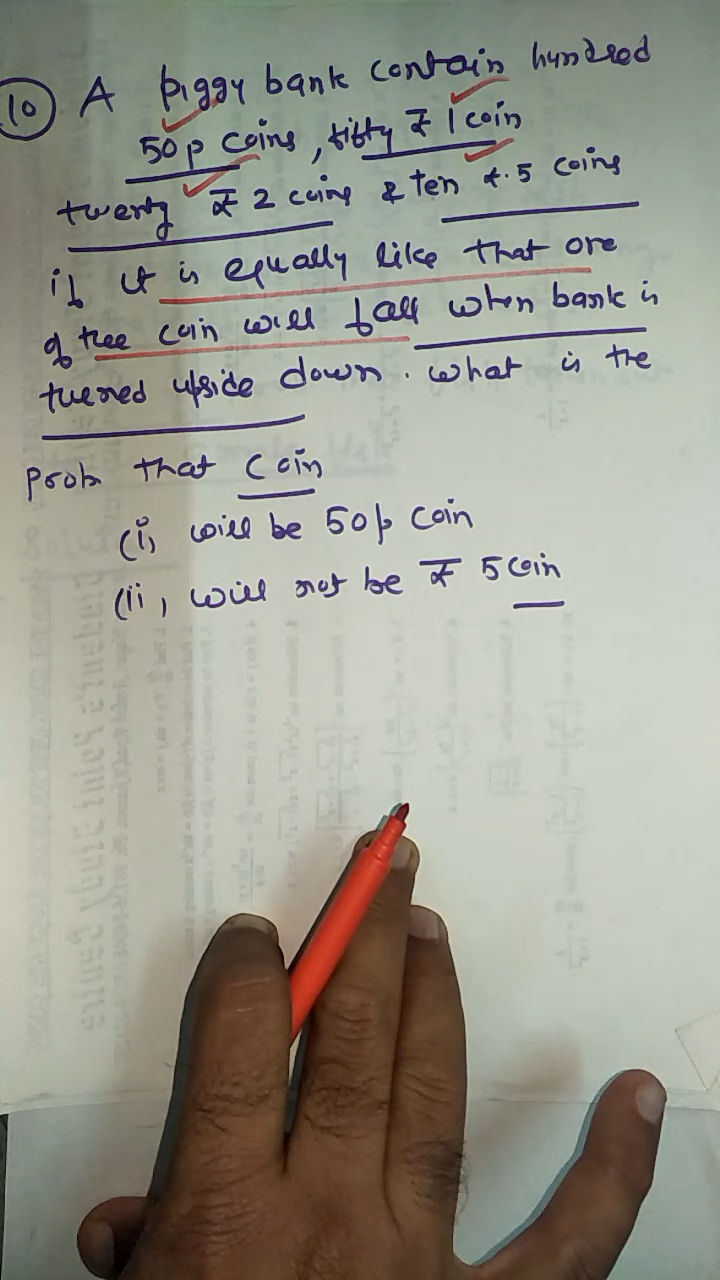 10 A piggy bank contain hundred
50p coins, fifty ₹ 1 coin
twenty ₹ 2 coins & ten ₹.5 coins
if it is equally like that one
of the coin will fall when bank is
turned upside down. what is the
prob that coin
(i) will be 50p coin
(ii) will not be ₹ 5 coin